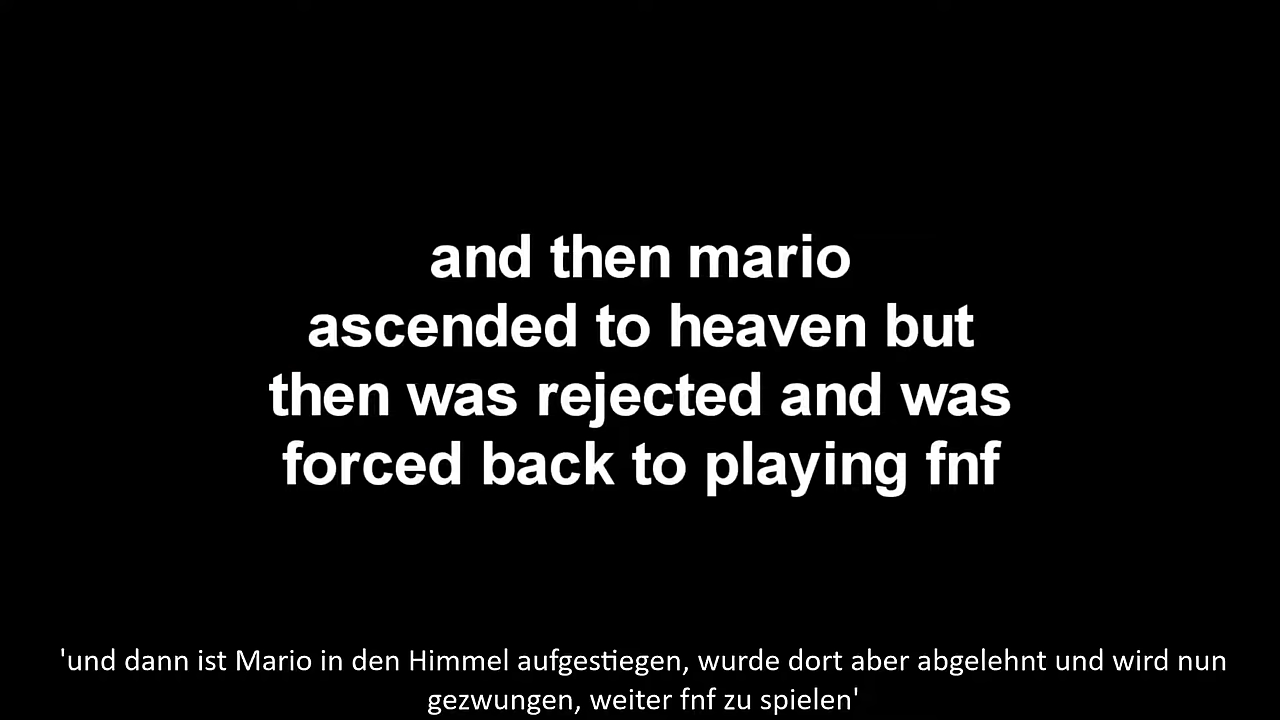 and then mario
ascended to heaven but
then was rejected and was
forced back to playing fnf
'und dann ist Mario in den Himmel aufgestiegen, wurde dort aber abgelehnt und wird nun
gezwungen, weiter fnf zu spielen'